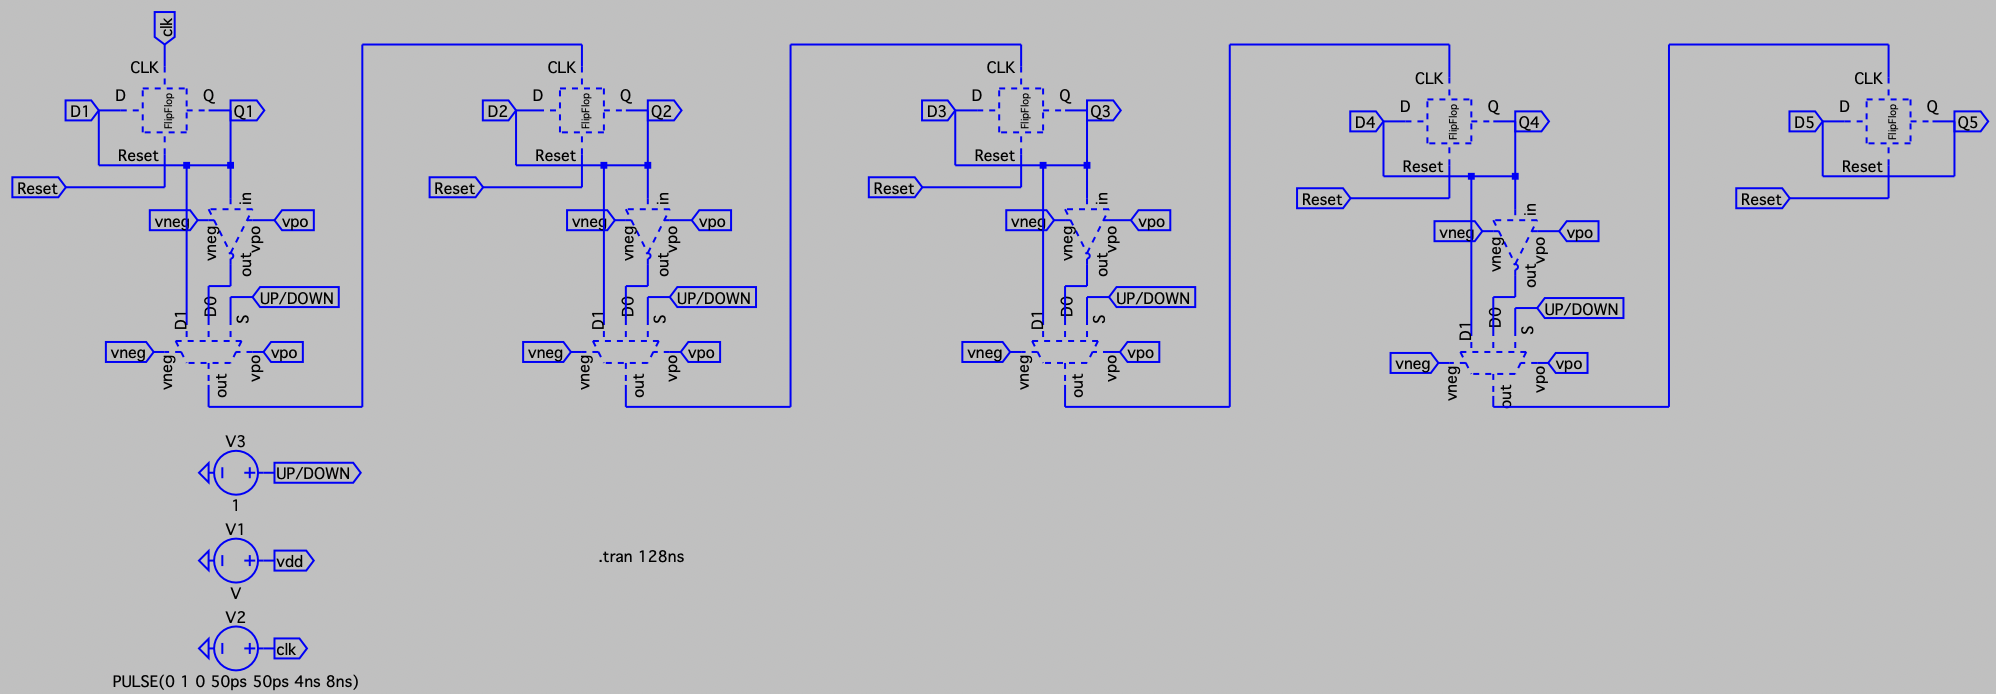 clk
CLK
D
Q
FlipFlop
D1
Q1
Reset
Reset
in
vneg
vpo
vneg
out
vpo
UP/DOWN
D1
D0
S
vneg
vpo
vneg
out
vpo
CLK
D
Q
FlipFlop
D2
Q2
Reset
Reset
in
vneg
vpo
vneg
out
vpo
UP/DOWN
D1
D0
S
vneg
vpo
vneg
out
vpo
CLK
D
Q
FlipFlop
D3
Q3
Reset
Reset
in
vneg
vpo
vneg
out
vpo
UP/DOWN
D1
D0
S
vneg
vpo
vneg
out
vpo
CLK
D
Q
FlipFlop
D4
Q4
Reset
Reset
in
vneg
vpo
vneg
out
vpo
UP/DOWN
D1
D0
S
vneg
vpo
vneg
out
vpo
CLK
D
Q
FlipFlop
D5
Q5
Reset
Reset
V3
UP/DOWN
1
V1
vdd
V
V2
clk
PULSE(0 1 0 50ps 50ps 4ns 8ns)
.tran 128ns